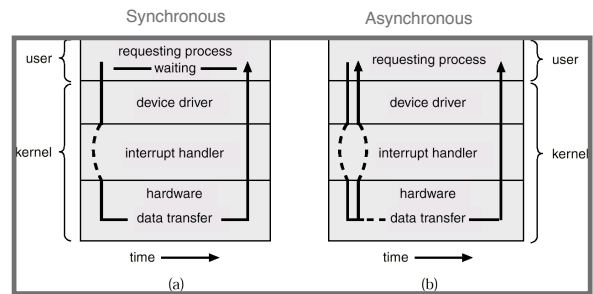 Synchronous
Asynchronous
user
requesting process
waiting
device driver
kernel
interrupt handler
hardware
data transfer
time
(a)
requesting process
user
device driver
interrupt handler
kernel
hardware
data transfer
time
(b)